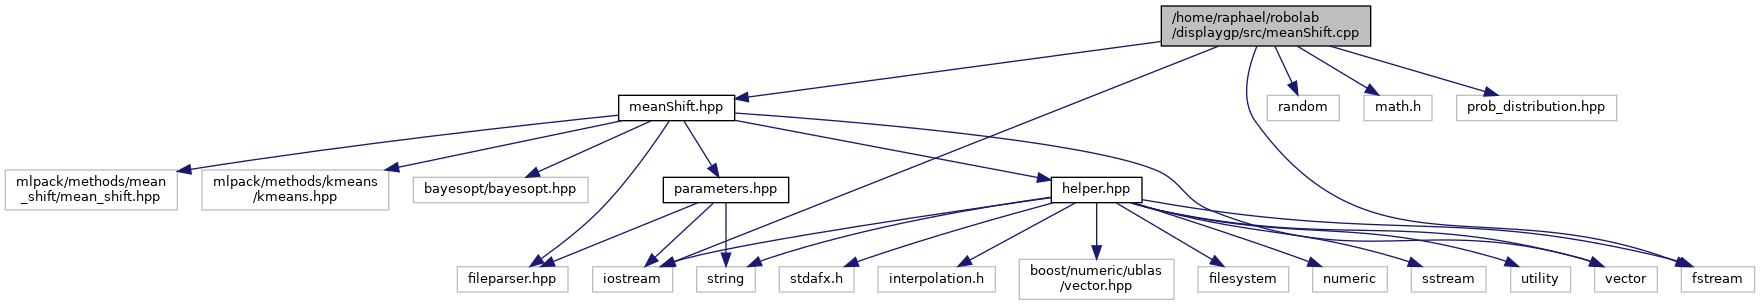 /home/raphael/robolab
/displaygp/src/meanShift.cpp
meanShift.hpp
random
math.h
prob_distribution.hpp
mlpack/methods/mean
_shift/mean_shift.hpp
mlpack/methods/kmeans
/kmeans.hpp
bayesopt/bayesopt.hpp
parameters.hpp
helper.hpp
fileparser.hpp
iostream
string
stdafx.h
interpolation.h
boost/numeric/ublas
/vector.hpp
filesystem
numeric
sstream
utility
vector
fstream